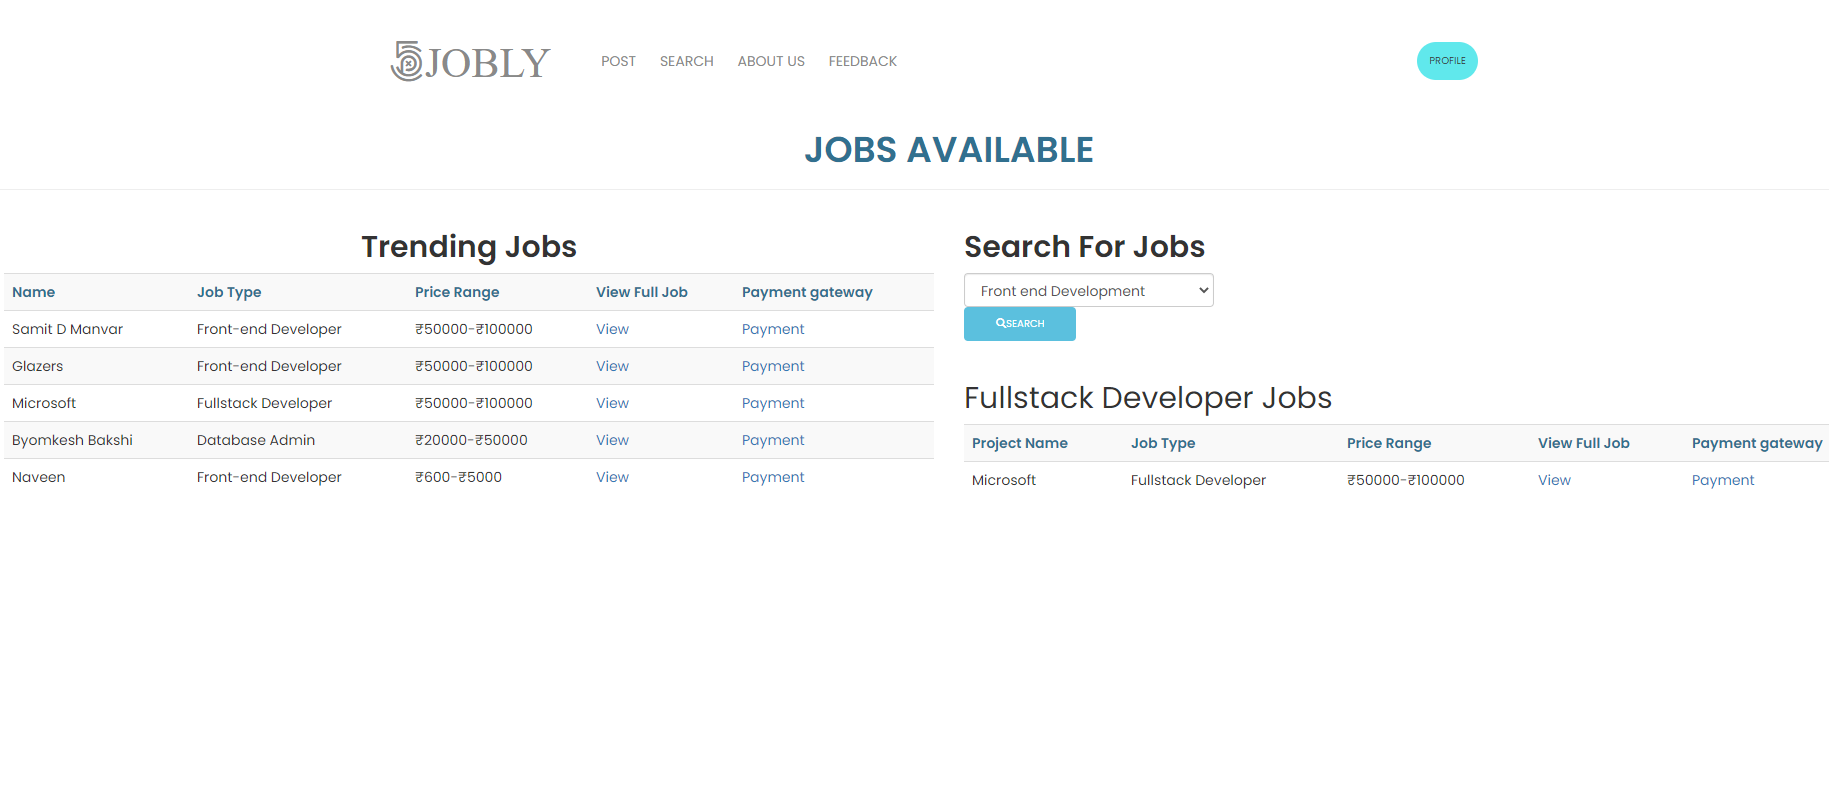 5JOBLY POST SEARCH ABOUT US FEEDBACK PROFILE
JOBS AVAILABLE
Trending Jobs
Name Job Type Price Range View Full Job Payment gateway
Samit D Manvar Front-end Developer ₹50000-₹100000 View Payment
Glazers Front-end Developer ₹50000-₹100000 View Payment
Microsoft Fullstack Developer ₹50000-₹100000 View Payment
Byomkesh Bakshi Database Admin ₹20000-₹50000 View Payment
Naveen Front-end Developer ₹600-₹5000 View Payment
Search For Jobs
Front end Development
SEARCH
Fullstack Developer Jobs
Project Name Job Type Price Range View Full Job Payment gateway
Microsoft Fullstack Developer ₹50000-₹100000 View Payment